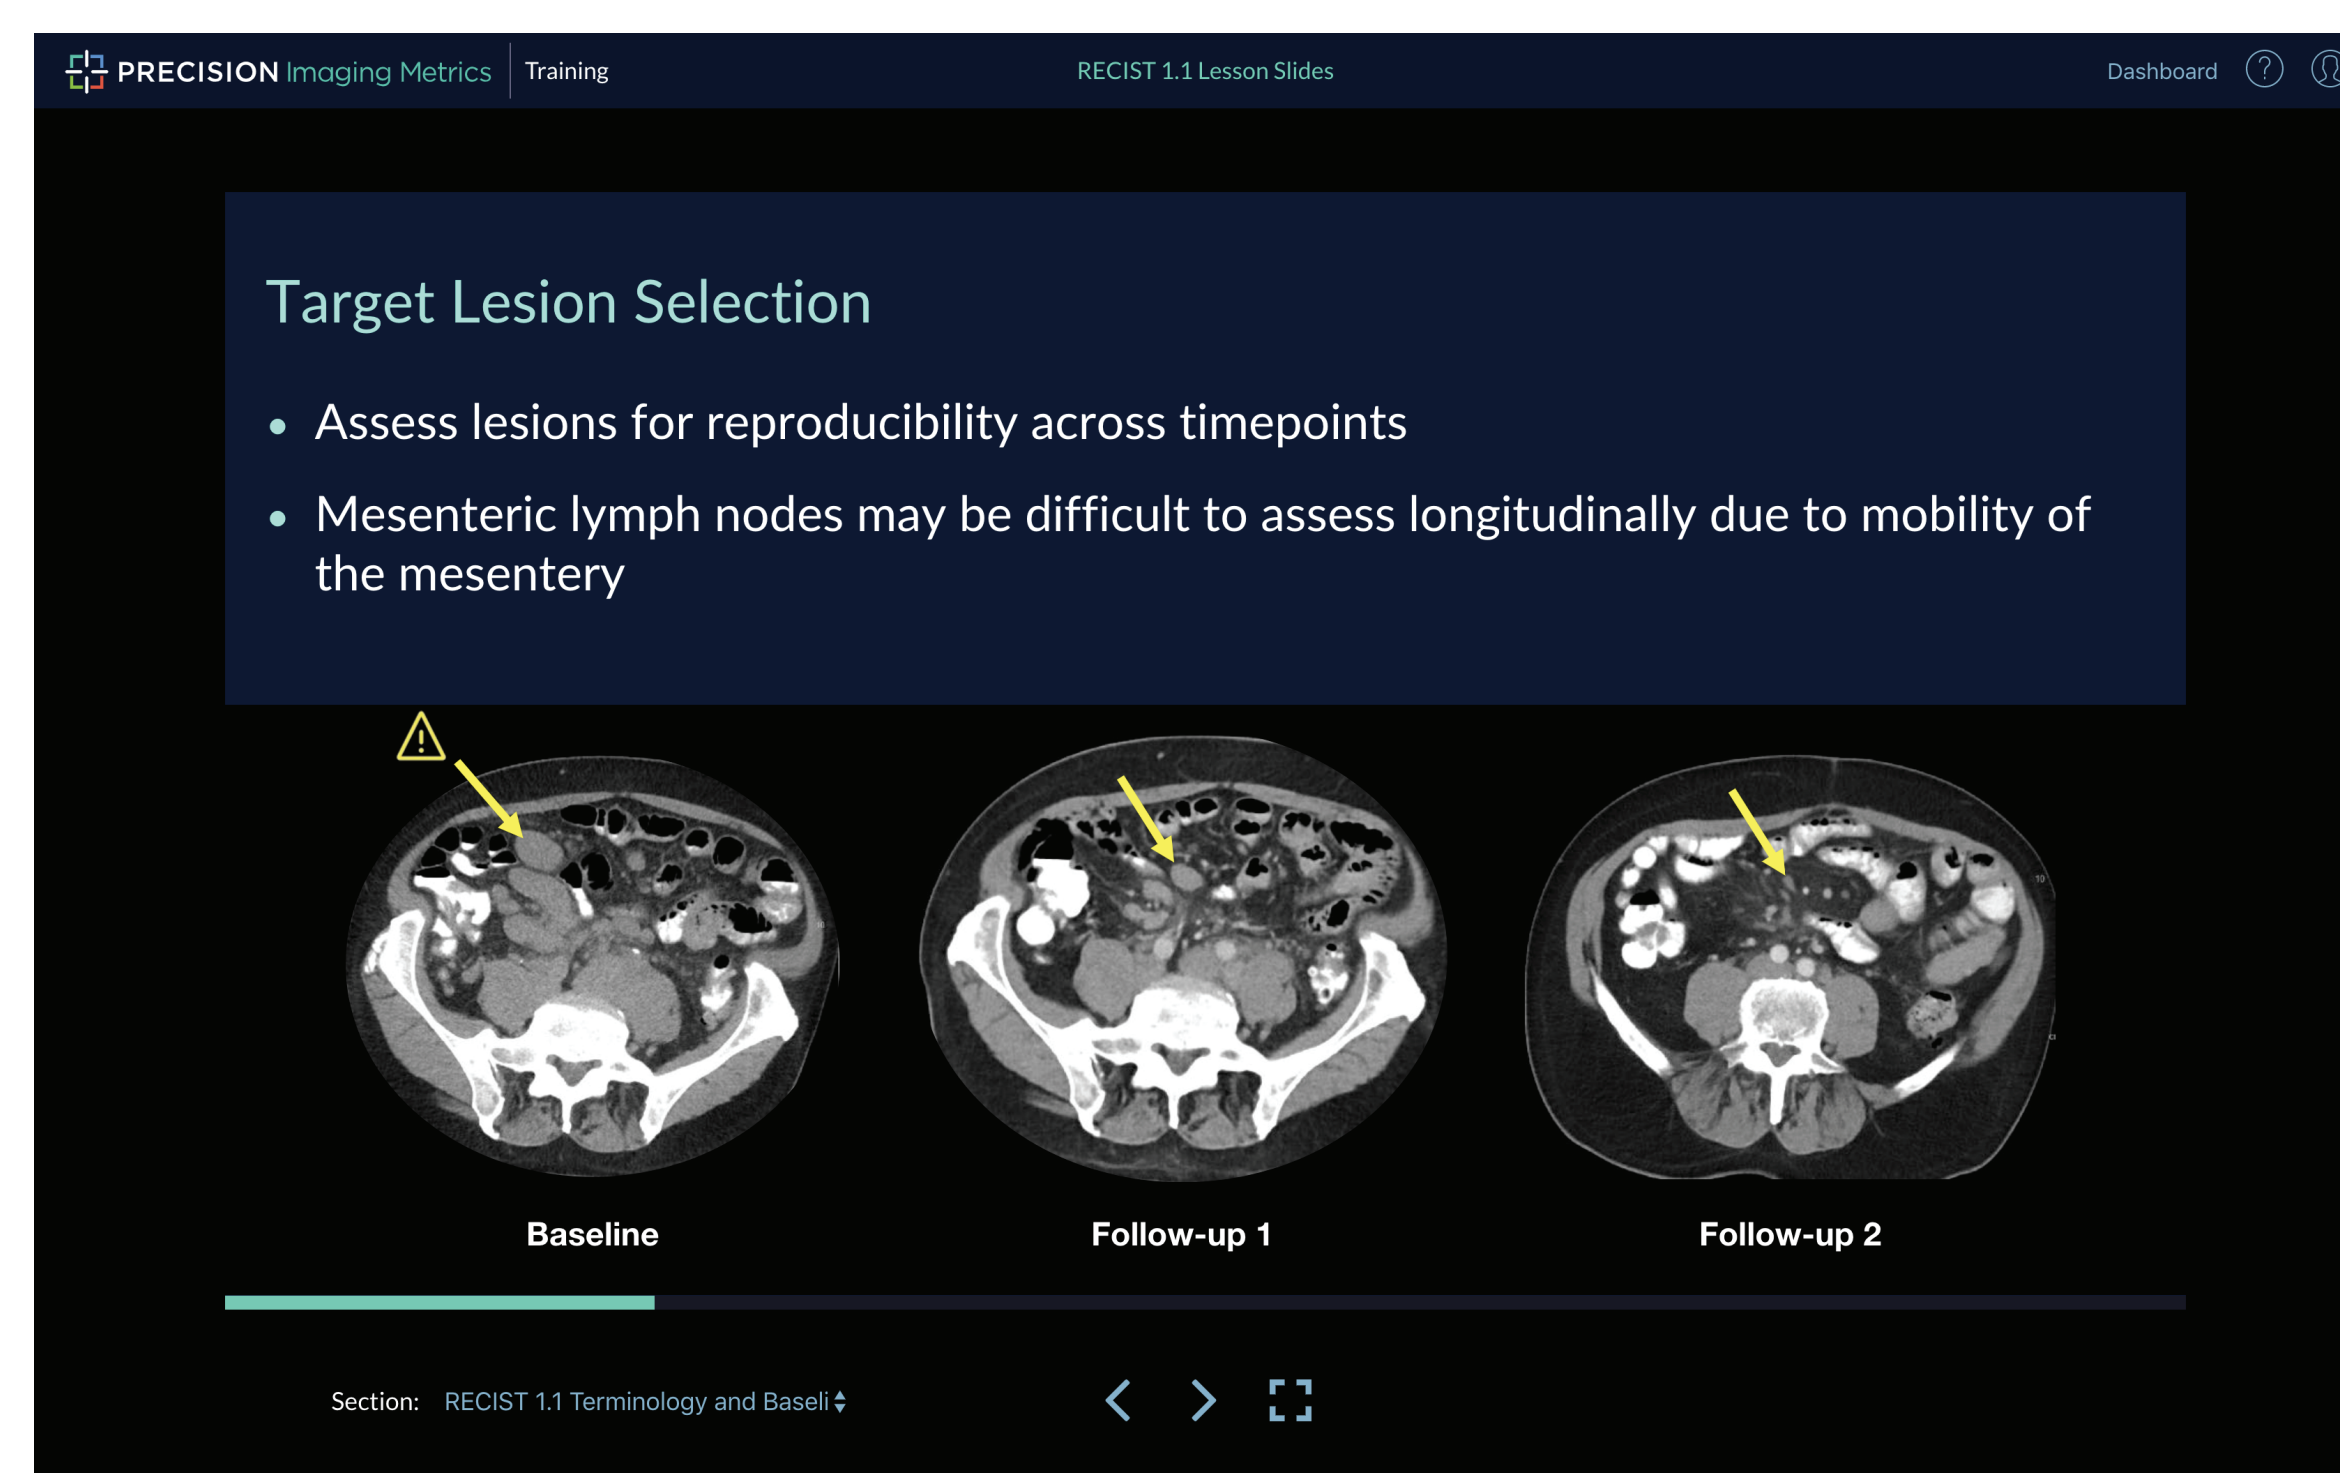 PRECISION Imaging Metrics Training RECIST 1.1 Lesson Slides Dashboard ?
Target Lesion Selection
• Assess lesions for reproducibility across timepoints
• Mesenteric lymph nodes may be difficult to assess longitudinally due to mobility of
the mesentery
!
10
10
Baseline Follow-up 1 Follow-up 2
Section: RECIST 1.1 Terminology and Baseli